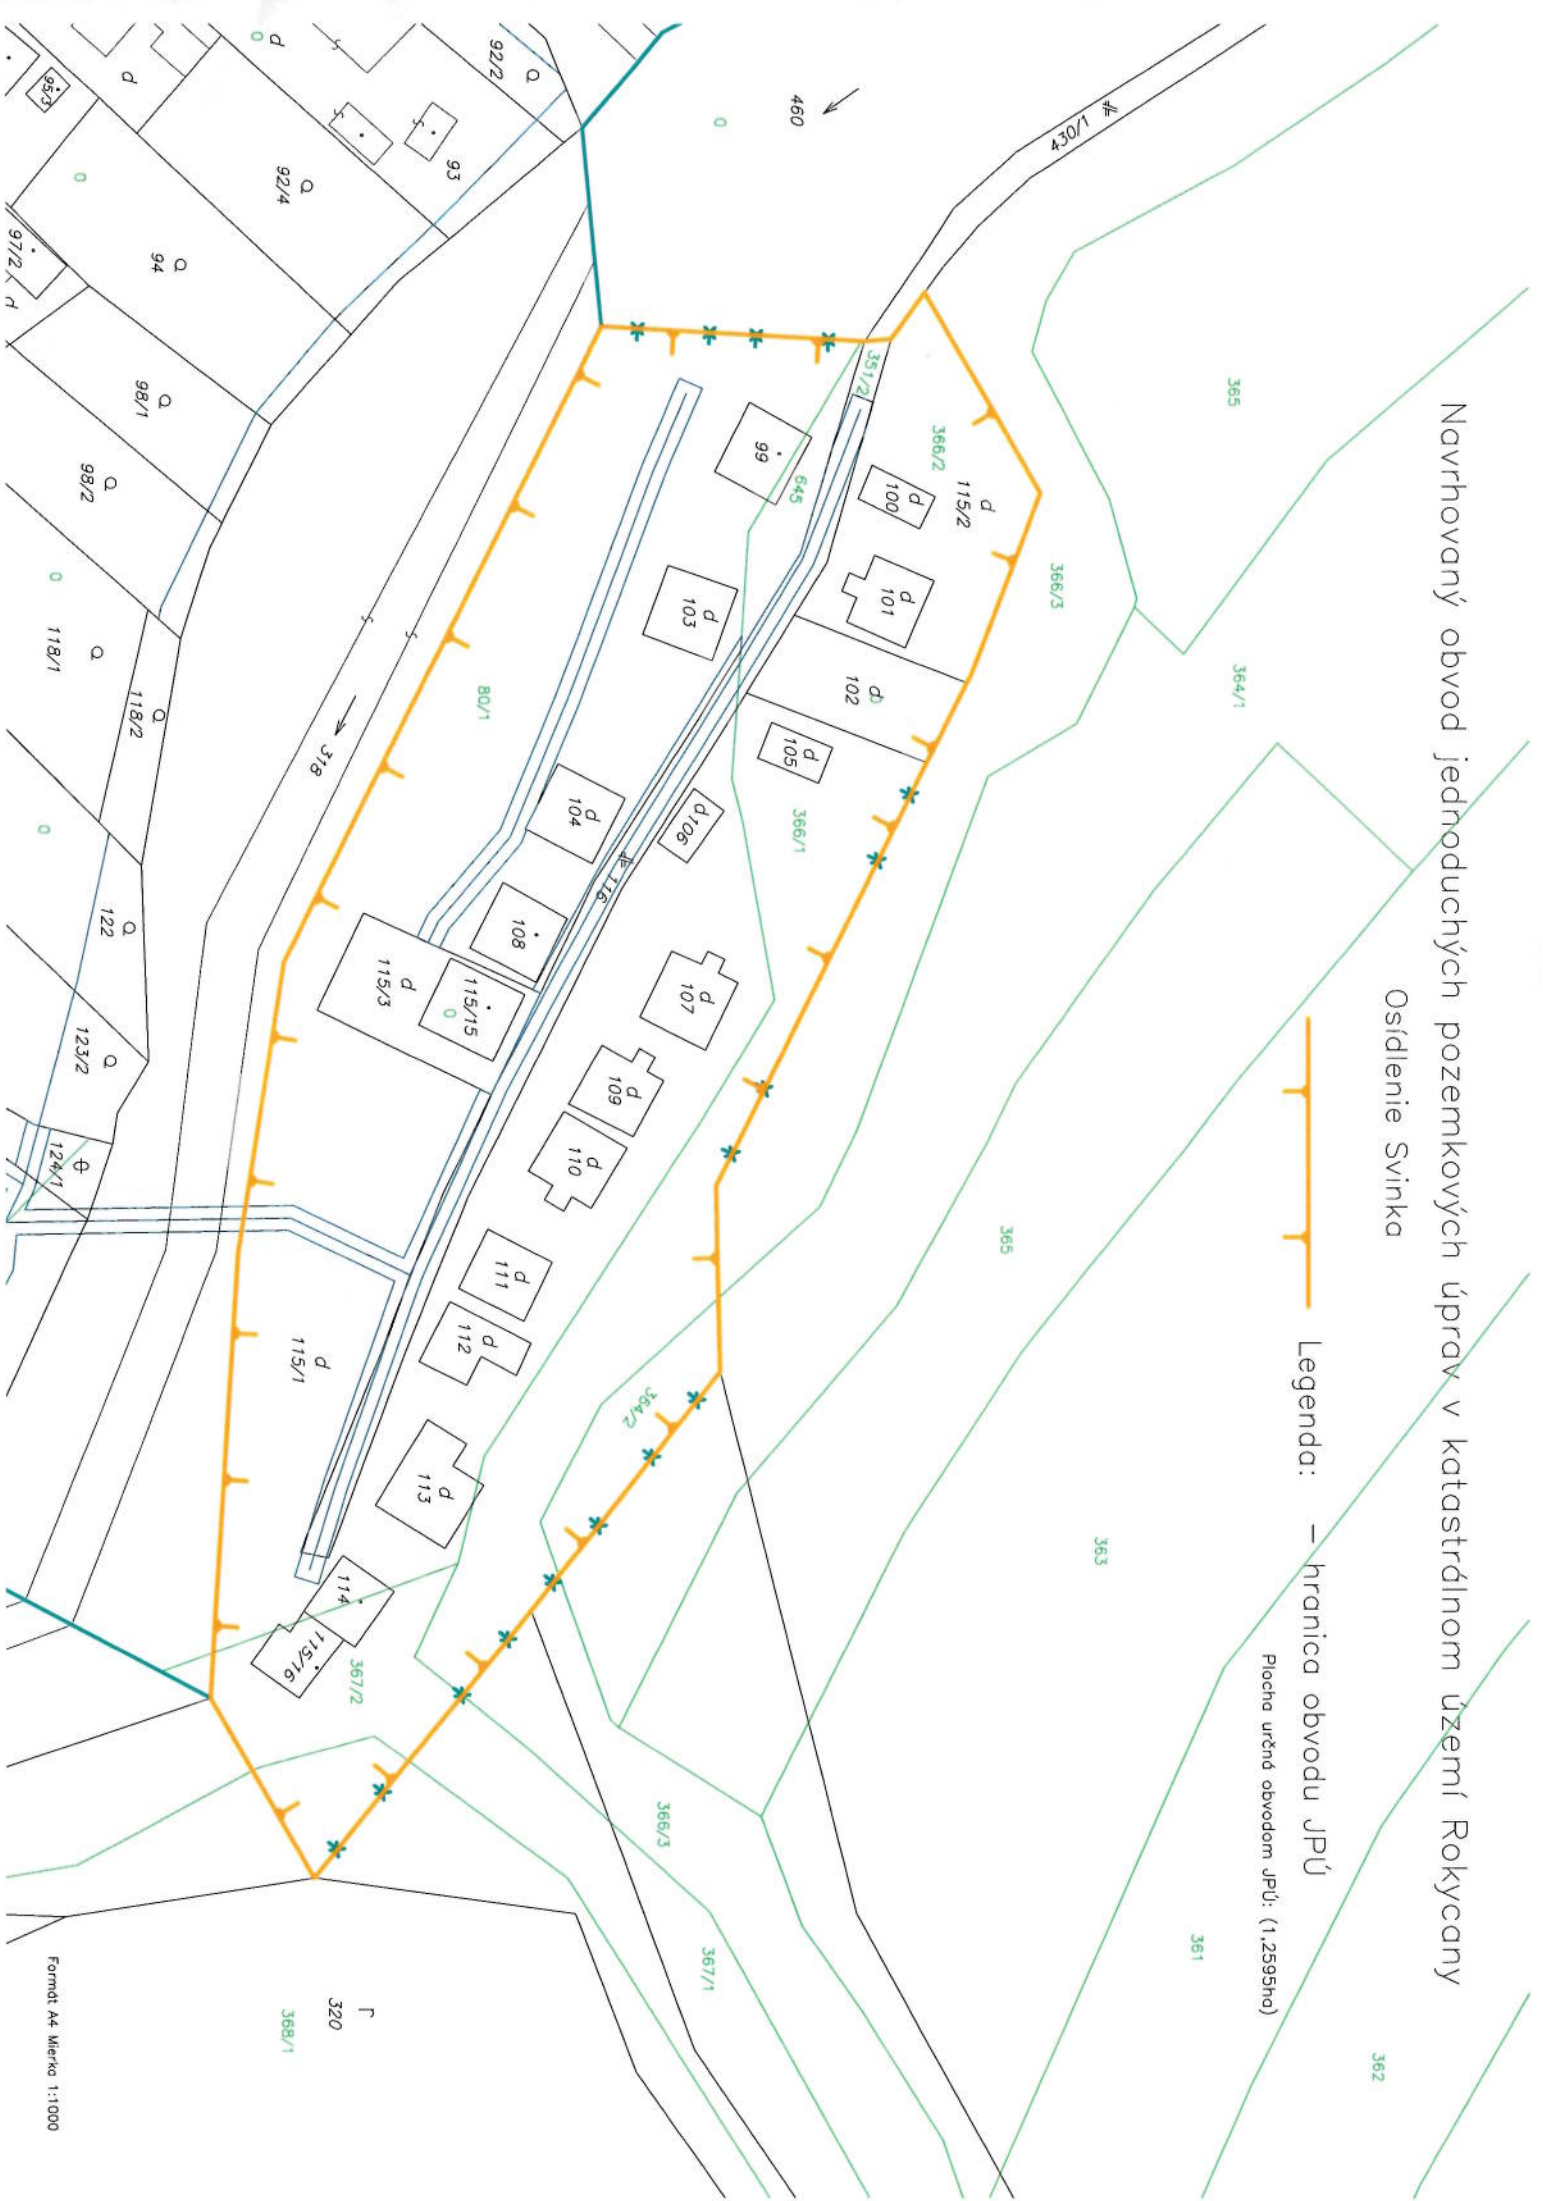 Navrhovaný obvod jednoduchých pozemkových úprav v katastrálnom území Rokycany
Osídlenie Svinka
Legenda: — hranica obvodu JPÚ
Plocha určná obvodom JPÚ: (1,2595ha)
362
361
363
365
364/1
365
366/3
430/1
460
351/2
366/2
115/2
d
100
d
101
d
102
d
105
d
366/1
106
d
107
d
109
d
110
d
111
d
112
d
113
d
114
115/16
367/2
364/2
366/3
367/1
320
368/1
99
645
103
d
104
d
116
108
115/15
115/3
d
80/1
318
115/1
d
92/2
93
92/4
94
95/3
97/2
d
d
d
98/1
98/2
118/1
118/2
122
123/2
124/1
Formát A4 Mierka 1:1000